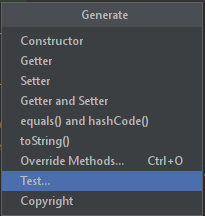 Generate
Constructor
Getter
Setter
Getter and Setter
equals() and hashCode()
toString()
Override Methods... Ctrl+O
Test...
Copyright